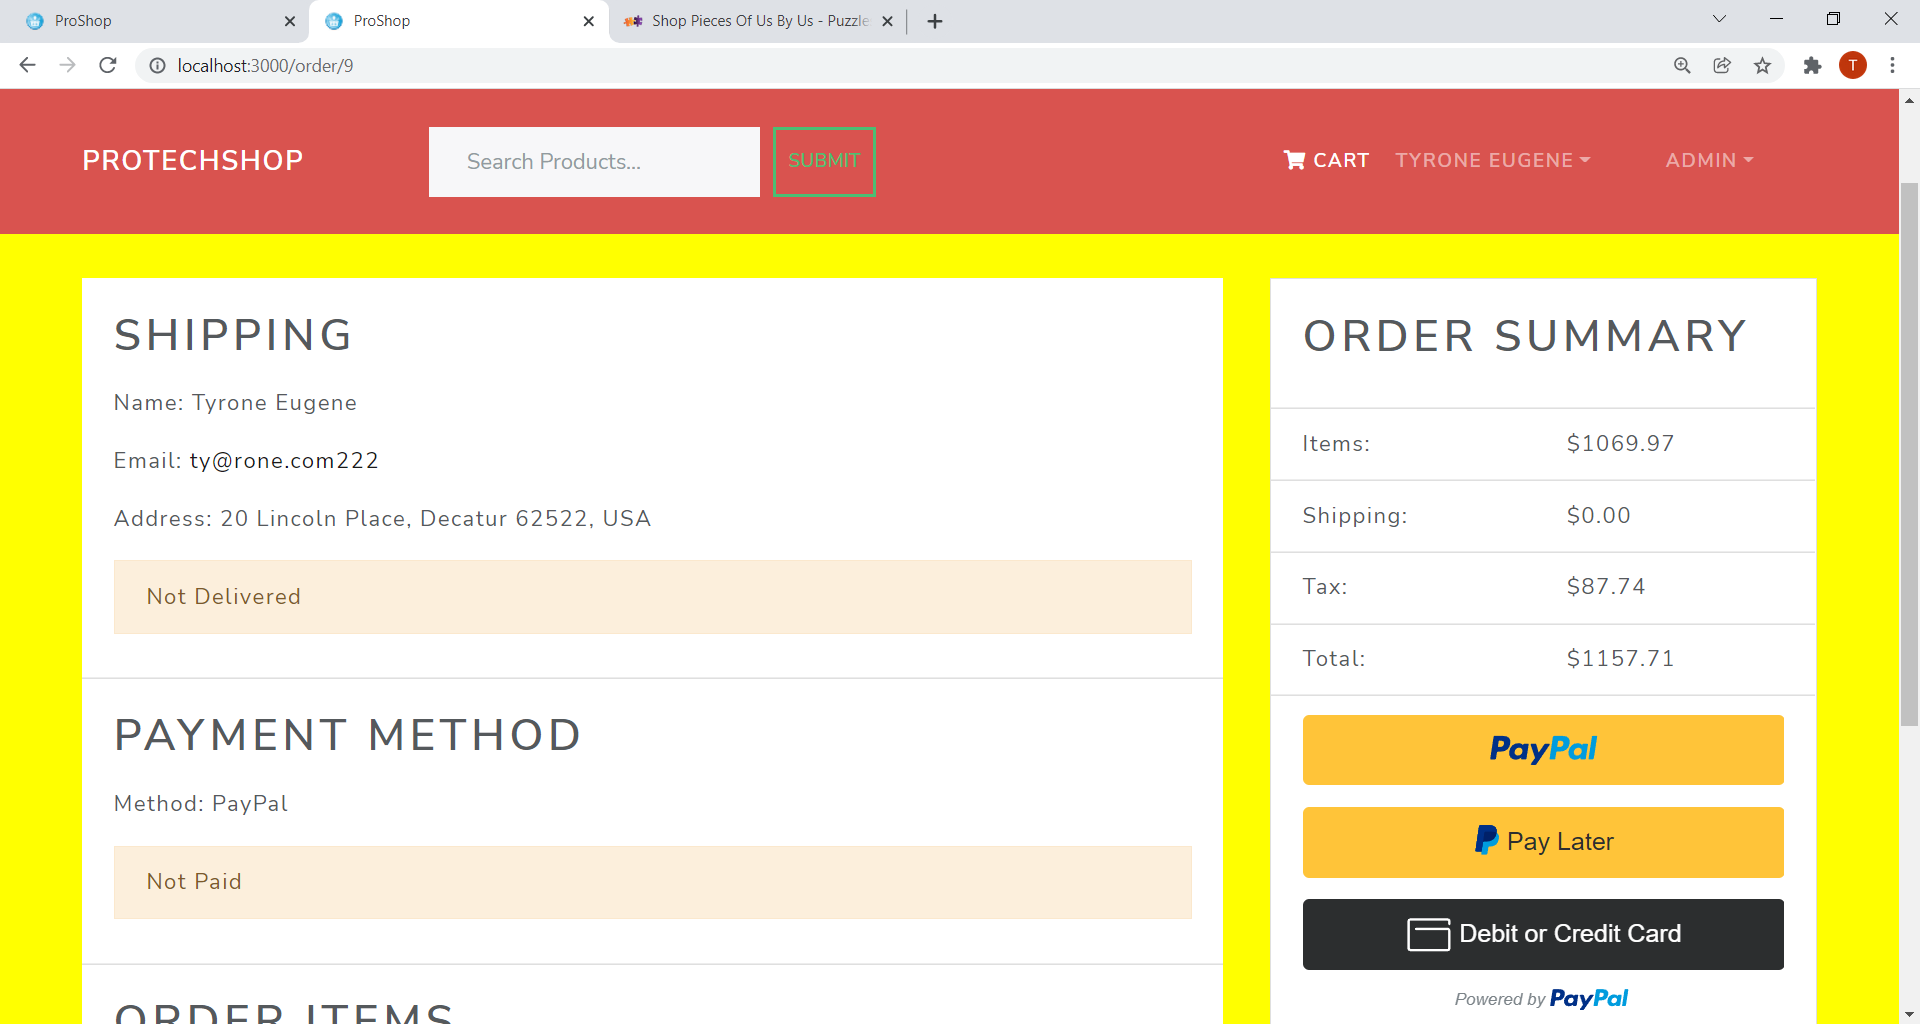 ProShop
ProShop
Shop Pieces Of Us By Us - Puzzle
localhost:3000/order/9
T
PROTECHSHOP
Search Products...
SUBMIT
CART
TYRONE EUGENE
ADMIN
SHIPPING
Name: Tyrone Eugene
Email: ty@rone.com222
Address: 20 Lincoln Place, Decatur 62522, USA
Not Delivered
PAYMENT METHOD
Method: PayPal
Not Paid
ORDER ITEMS
ORDER SUMMARY
Items: $1069.97
Shipping: $0.00
Tax: $87.74
Total: $1157.71
PayPal
Pay Later
Debit or Credit Card
Powered by PayPal